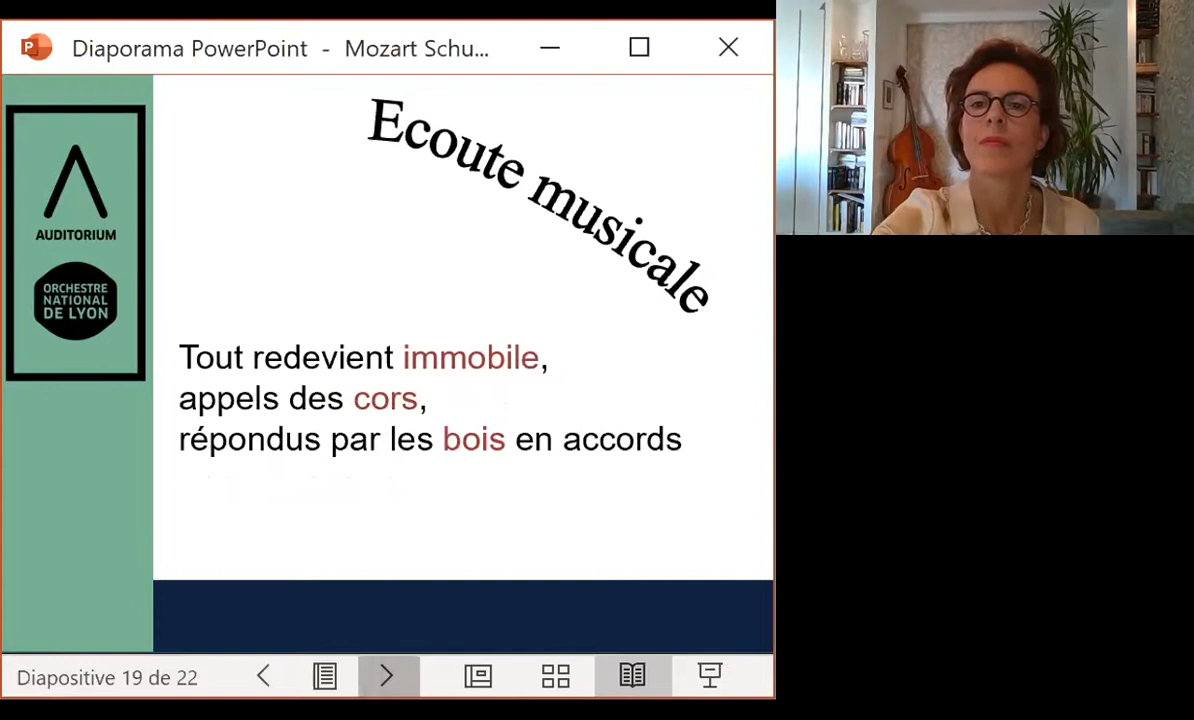 Diaporama PowerPoint - Mozart Schu...
AUDITORIUM
ORCHESTRE
NATIONAL
DE LYON
Ecoute musicale
Tout redevient immobile,
appels des cors,
répondus par les bois en accords
Diapositive 19 de 22